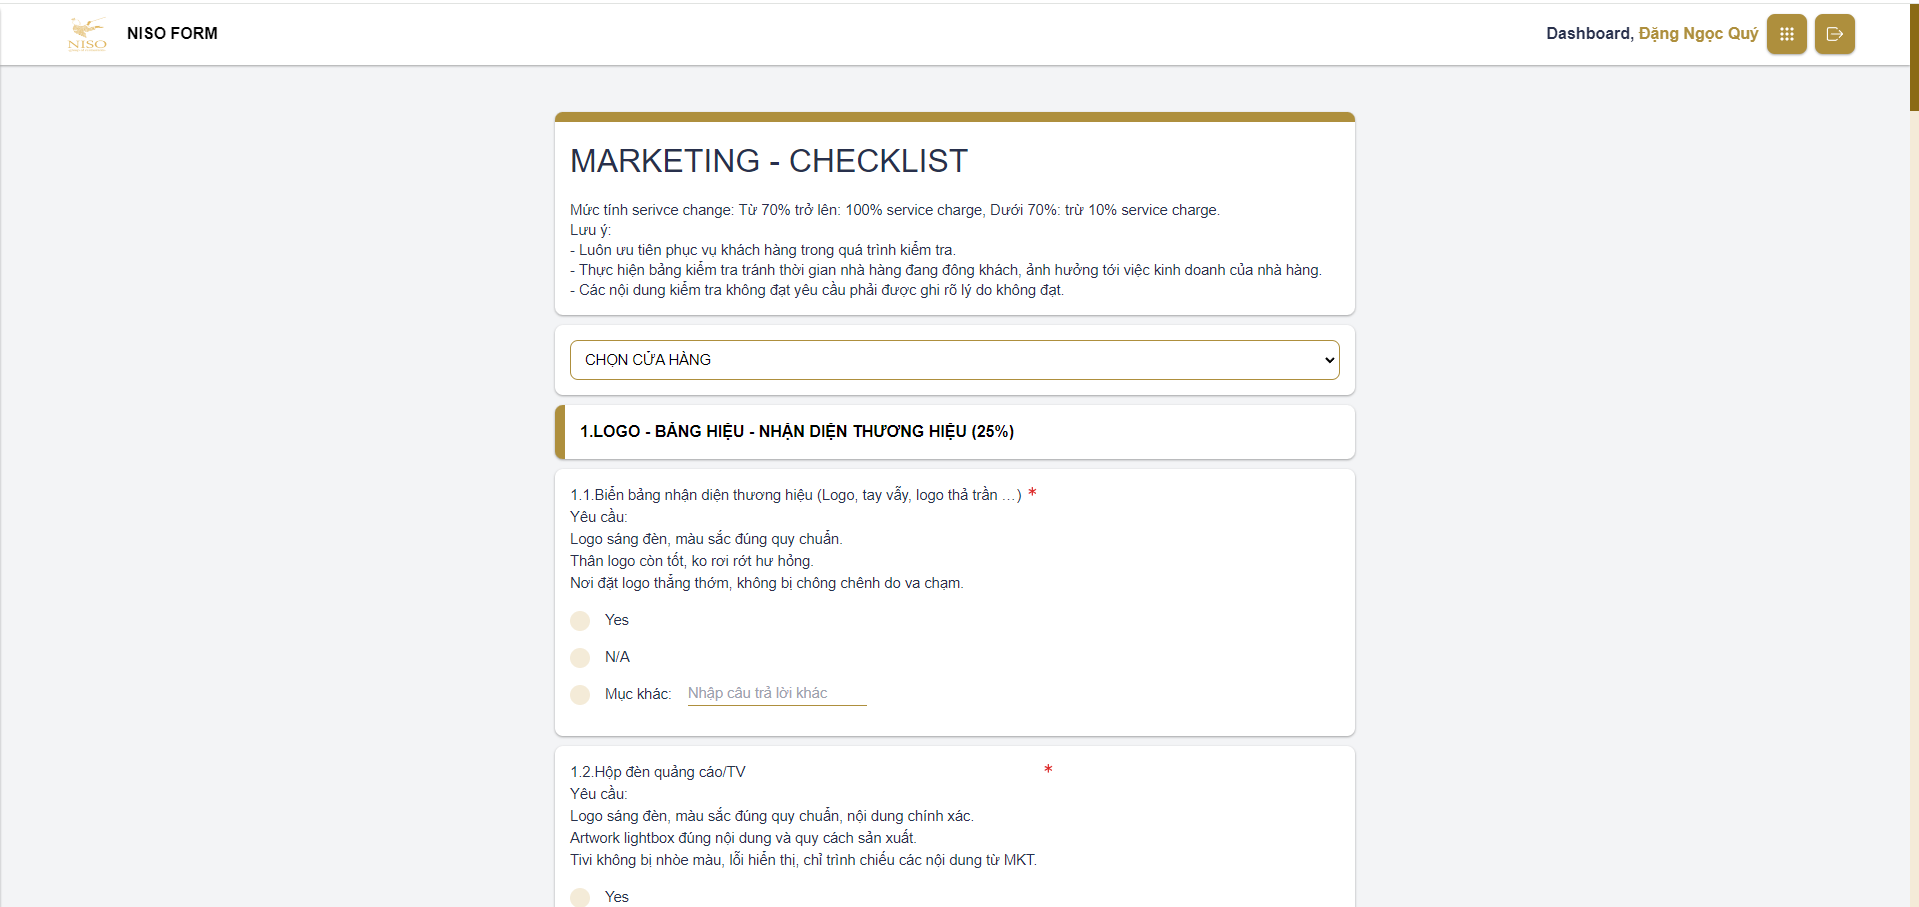 NISO
NISO FORM
Dashboard, Đặng Ngọc Quý
MARKETING - CHECKLIST
Mức tính serivce change: Từ 70% trở lên: 100% service charge, Dưới 70%: trừ 10% service charge.
Lưu ý:
- Luôn ưu tiên phục vụ khách hàng trong quá trình kiểm tra.
- Thực hiện bảng kiểm tra tránh thời gian nhà hàng đang đông khách, ảnh hưởng tới việc kinh doanh của nhà hàng.
- Các nội dung kiểm tra không đạt yêu cầu phải được ghi rõ lý do không đạt.
CHỌN CỬA HÀNG
1.LOGO - BẢNG HIỆU - NHẬN DIỆN THƯƠNG HIỆU (25%)
1.1.Biển bảng nhận diện thương hiệu (Logo, tay vẫy, logo thả trần ...) *
Yêu cầu:
Logo sáng đèn, màu sắc đúng quy chuẩn.
Thân logo còn tốt, ko rơi rớt hư hỏng.
Nơi đặt logo thẳng thớm, không bị chông chênh do va chạm.
Yes
N/A
Mục khác: Nhập câu trả lời khác
1.2.Hộp đèn quảng cáo/TV *
Yêu cầu:
Logo sáng đèn, màu sắc đúng quy chuẩn, nội dung chính xác.
Artwork lightbox đúng nội dung và quy cách sản xuất.
Tivi không bị nhòe màu, lỗi hiển thị, chỉ trình chiếu các nội dung từ MKT.
Yes